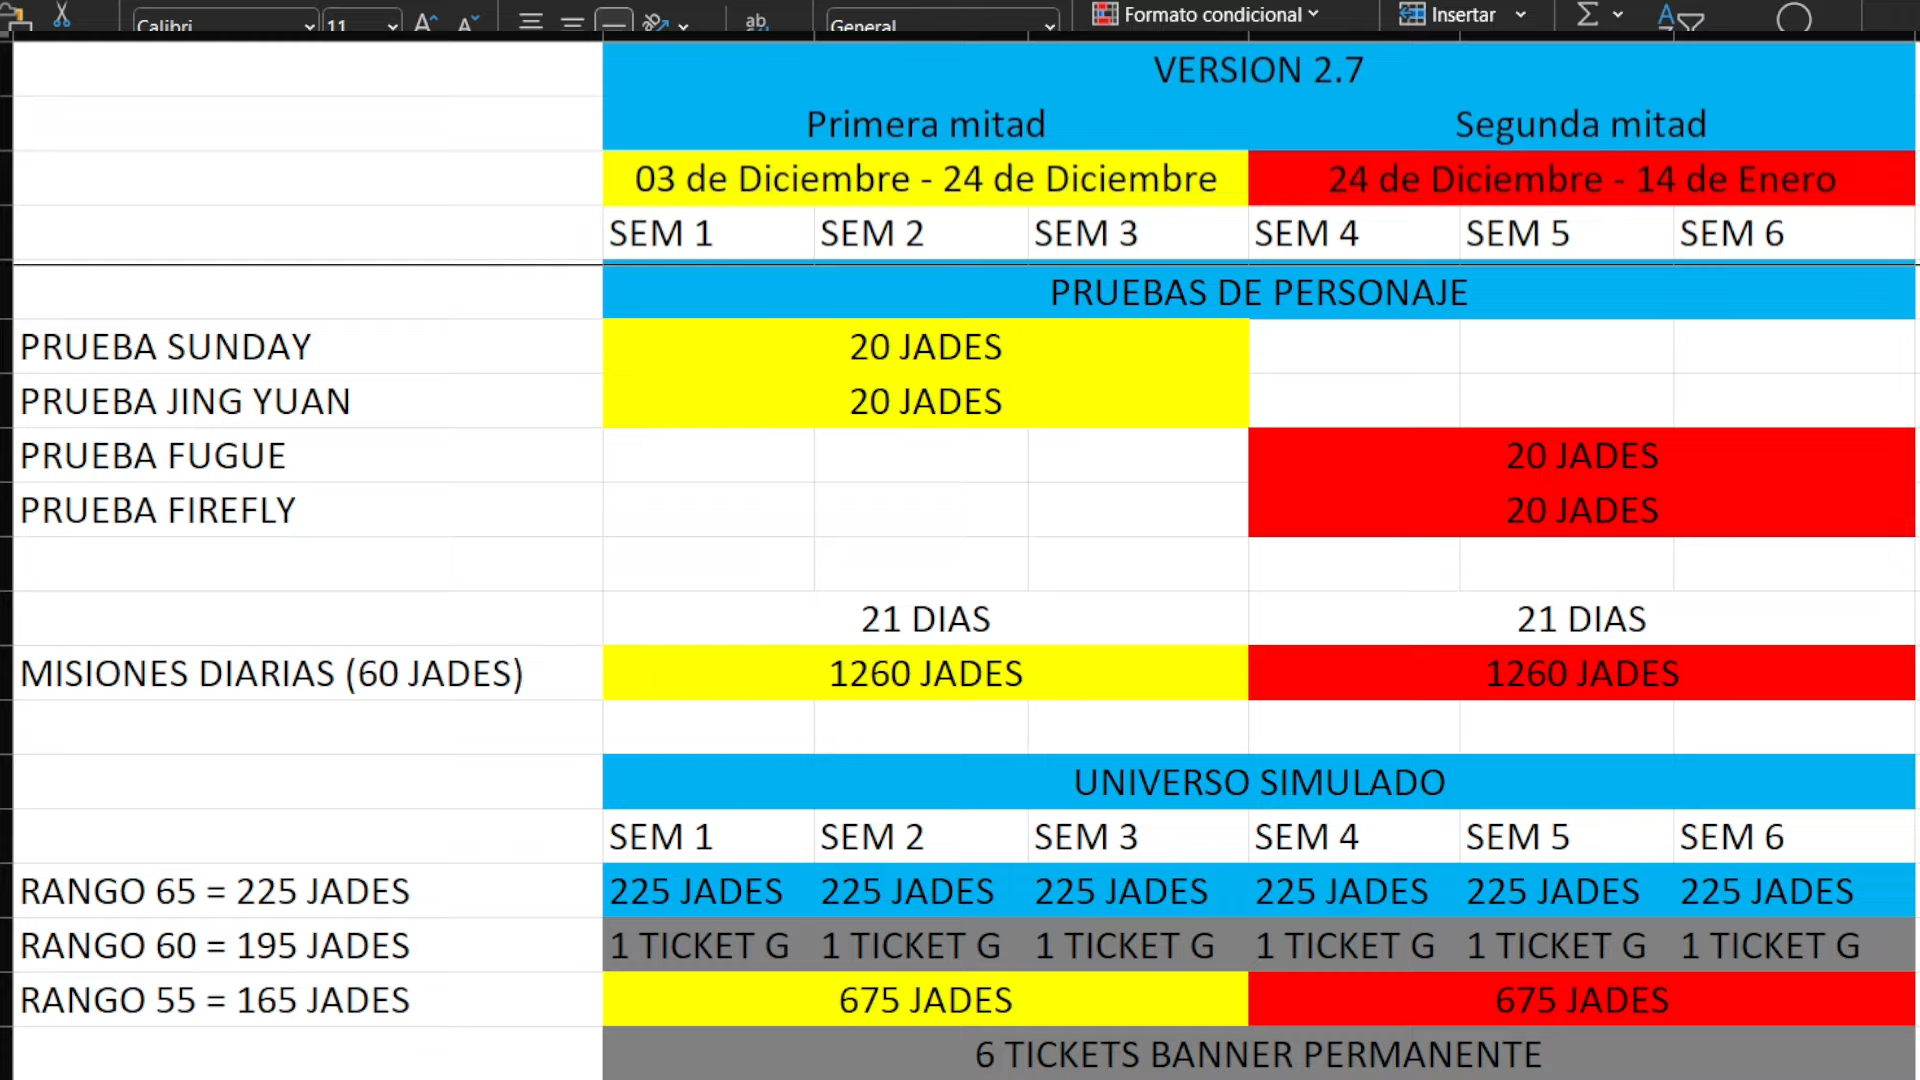 Calibri 11 General Formato condicional Insertar
VERSION 2.7
Primera mitad Segunda mitad
03 de Diciembre - 24 de Diciembre 24 de Diciembre - 14 de Enero
SEM 1 SEM 2 SEM 3 SEM 4 SEM 5 SEM 6
PRUEBAS DE PERSONAJE
PRUEBA SUNDAY 20 JADES
PRUEBA JING YUAN 20 JADES
PRUEBA FUGUE 20 JADES
PRUEBA FIREFLY 20 JADES
21 DIAS 21 DIAS
MISIONES DIARIAS (60 JADES) 1260 JADES 1260 JADES
UNIVERSO SIMULADO
SEM 1 SEM 2 SEM 3 SEM 4 SEM 5 SEM 6
RANGO 65 = 225 JADES 225 JADES 225 JADES 225 JADES 225 JADES 225 JADES 225 JADES
RANGO 60 = 195 JADES 1 TICKET G 1 TICKET G 1 TICKET G 1 TICKET G 1 TICKET G 1 TICKET G
RANGO 55 = 165 JADES 675 JADES 675 JADES
6 TICKETS BANNER PERMANENTE